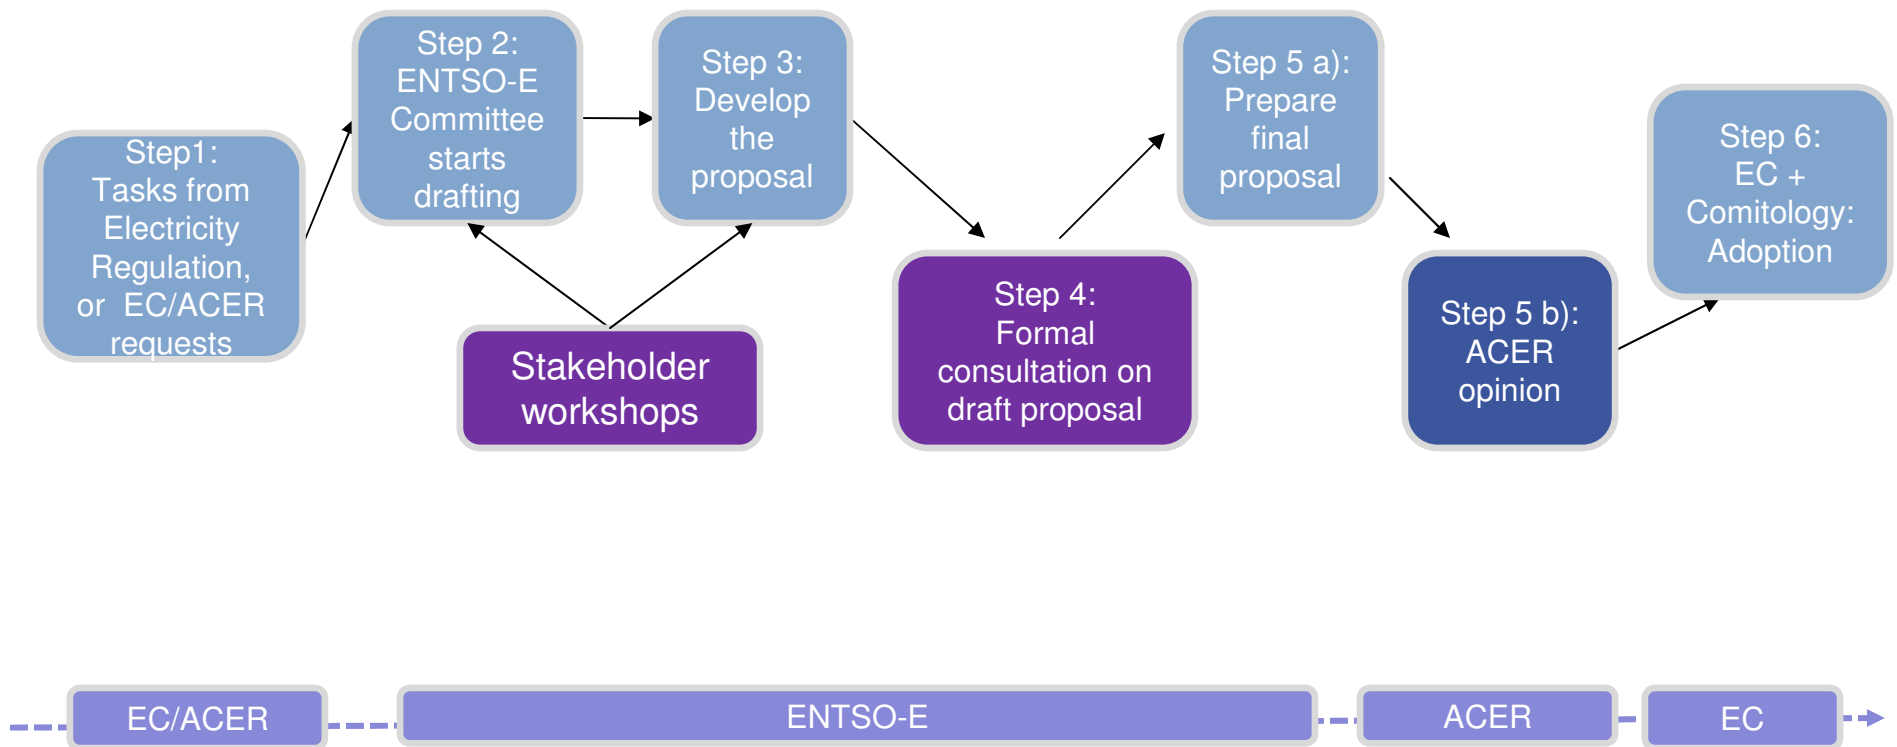 Step1:
Tasks from
Electricity
Regulation,
or EC/ACER
requests
Step 2:
ENTSO-E
Committee
starts
drafting
Step 3:
Develop
the
proposal
Stakeholder
workshops
Step 4:
Formal
consultation on
draft proposal
Step 5 a):
Prepare
final
proposal
Step 5 b):
ACER
opinion
Step 6:
EC +
Comitology:
Adoption
EC/ACER
ENTSO-E
ACER
EC